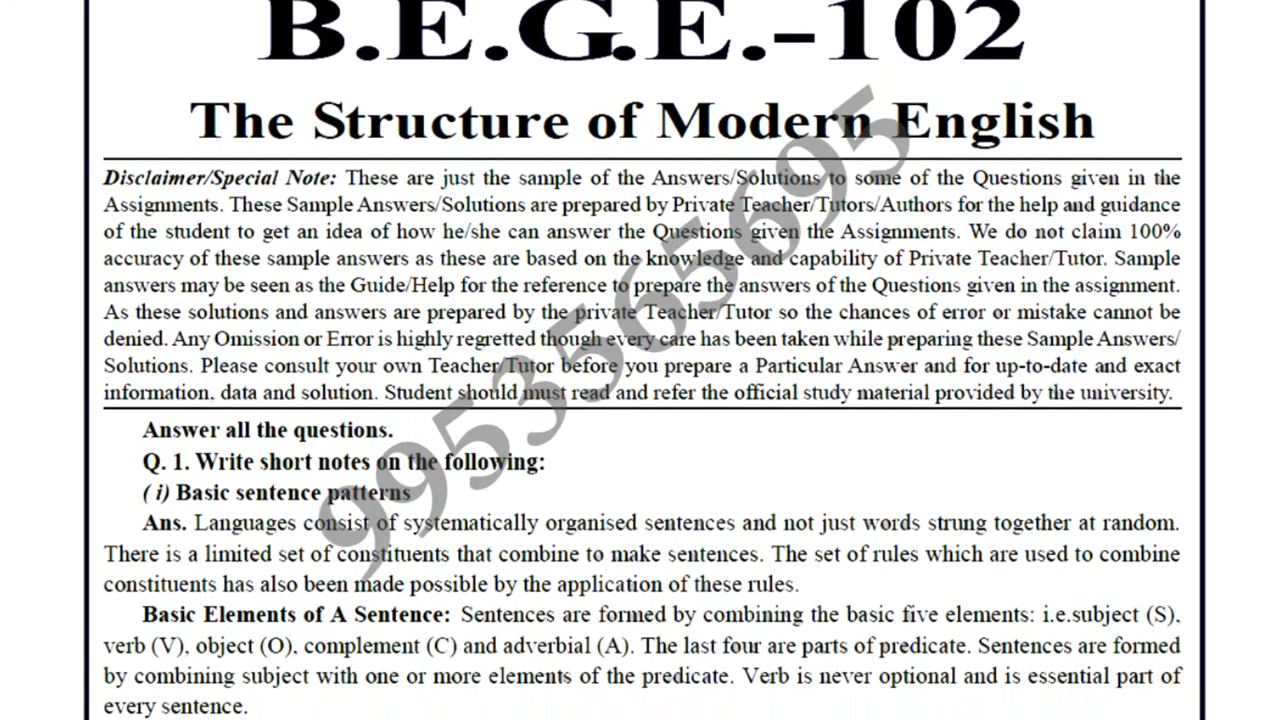 B.E.G.E.-102
The Structure of Modern English
Disclaimer/Special Note: These are just the sample of the Answers/Solutions to some of the Questions given in the
Assignments. These Sample Answers/Solutions are prepared by Private Teacher/Tutors/Authors for the help and guidance
of the student to get an idea of how he/she can answer the Questions given the Assignments. We do not claim 100%
accuracy of these sample answers as these are based on the knowledge and capability of Private Teacher/Tutor. Sample
answers may be seen as the Guide/Help for the reference to prepare the answers of the Questions given in the assignment.
As these solutions and answers are prepared by the private Teacher/Tutor so the chances of error or mistake cannot be
denied. Any Omission or Error is highly regretted though every care has been taken while preparing these Sample Answers/
Solutions. Please consult your own Teacher/Tutor before you prepare a Particular Answer and for up-to-date and exact
information, data and solution. Student should must read and refer the official study material provided by the university.
9953565695
Answer all the questions.
Q. 1. Write short notes on the following:
( i) Basic sentence patterns
Ans. Languages consist of systematically organised sentences and not just words strung together at random.
There is a limited set of constituents that combine to make sentences. The set of rules which are used to combine
constituents has also been made possible by the application of these rules.
Basic Elements of A Sentence: Sentences are formed by combining the basic five elements: i.e.subject (S),
verb (V), object (O), complement (C) and adverbial (A). The last four are parts of predicate. Sentences are formed
by combining subject with one or more elements of the predicate. Verb is never optional and is essential part of
every sentence.